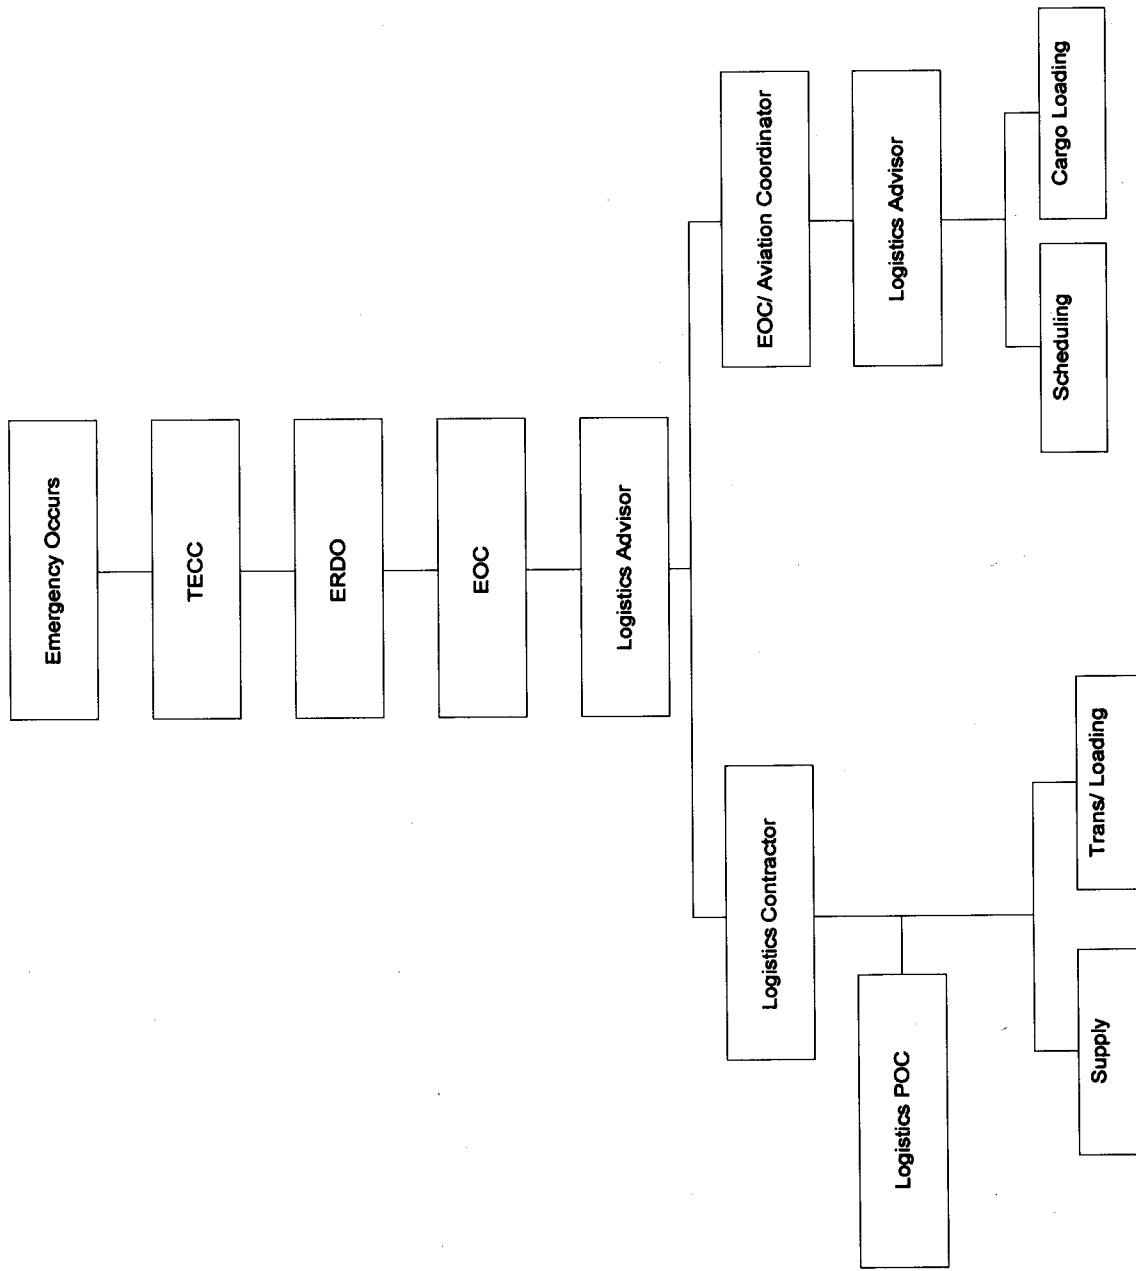 Emergency Occurs
TECC
ERDO
EOC
Logistics Advisor
Logistics Contractor
EOC/ Aviation Coordinator
Logistics POC
Logistics Advisor
Supply
Trans/ Loading
Scheduling
Cargo Loading